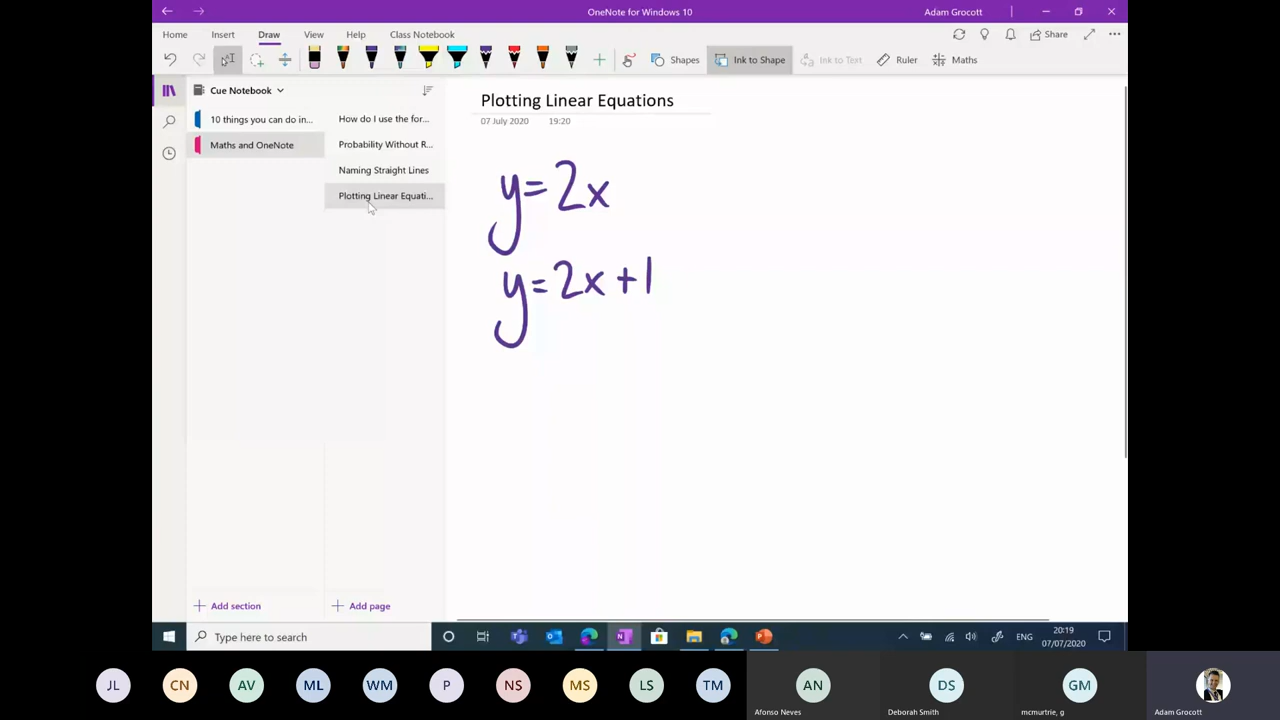 OneNote for Windows 10
Adam Grocott
Home Insert Draw View Help Class Notebook
Share
Shapes Ink to Shape Ink to Text Ruler Maths
Cue Notebook
10 things you can do in...
Maths and OneNote
How do I use the for...
Probability Without R...
Naming Straight Lines
Plotting Linear Equati...
Plotting Linear Equations
07 July 2020 19:20
y=2x
y=2x+1
Add section
Add page
Type here to search
ENG
20:19
07/07/2020
JL CN AV ML WM P NS MS LS TM AN DS GM
Afonso Neves Deborah Smith mcmurtrie, g Adam Grocott